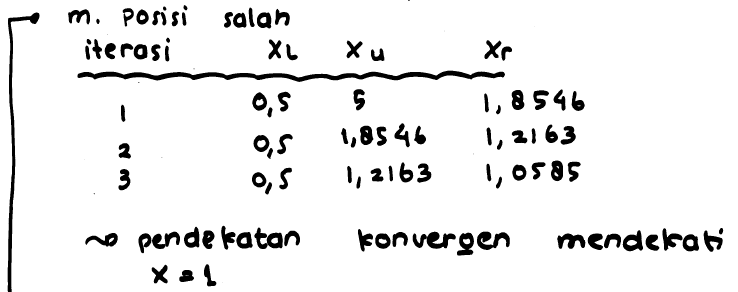 m. posisi salah
iterasi xL xu xr
1 0,5 5 1,8546
2 0,5 1,8546 1,2163
3 0,5 1,2163 1,0585
~> pendekatan konvergen mendekati
x = 1